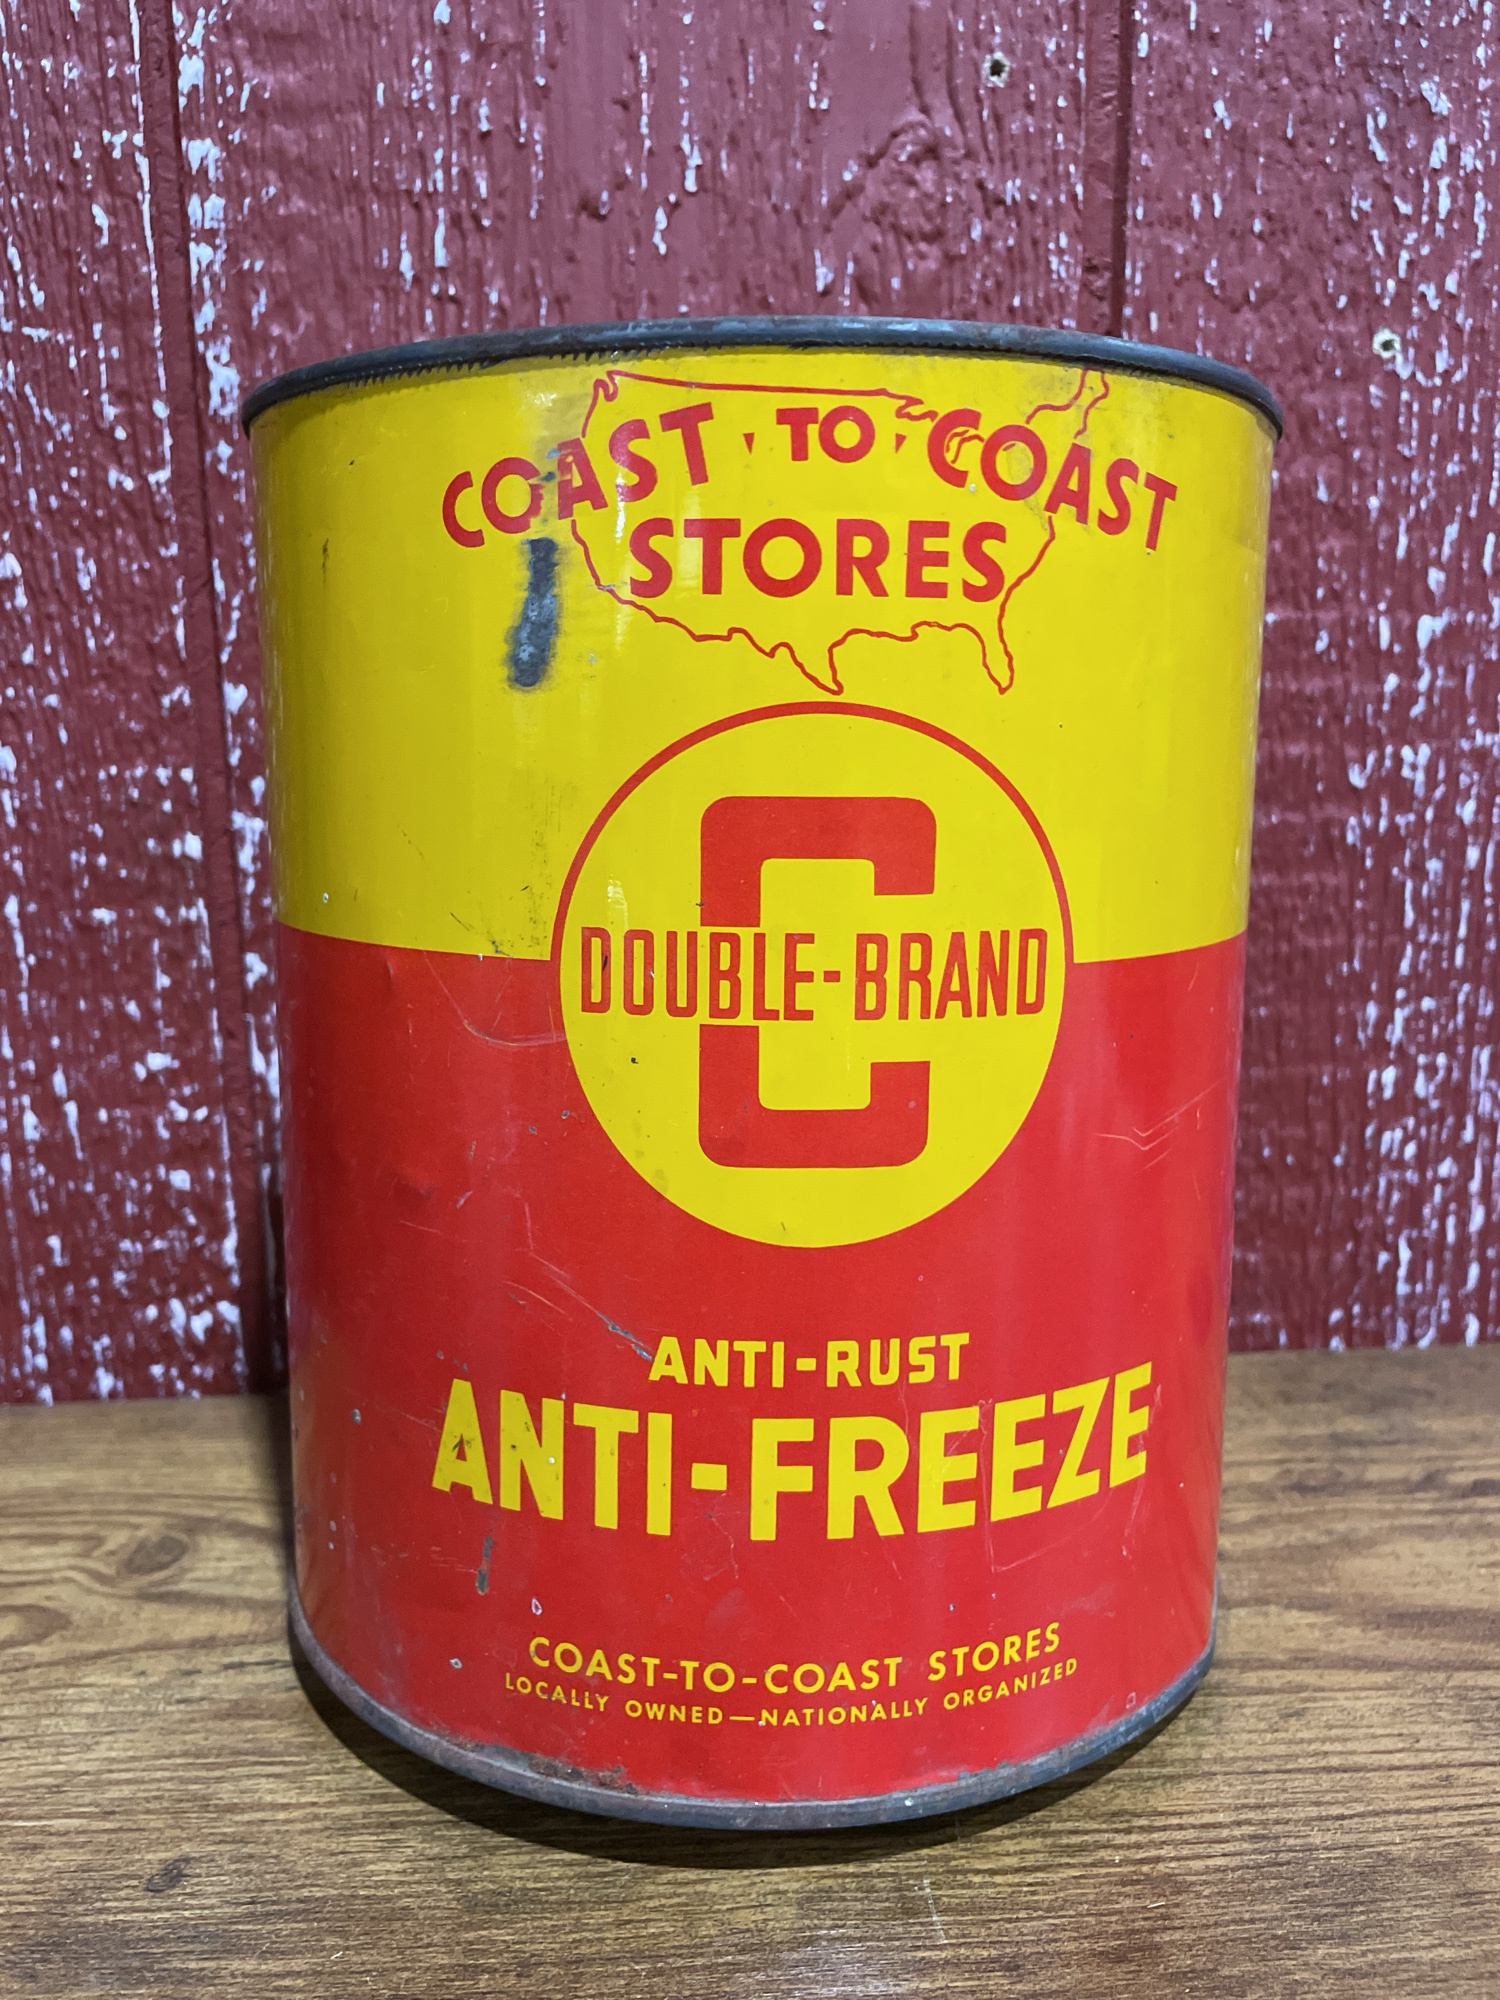 COAST TO COAST
STORES
C
DOUBLE-BRAND
ANTI-RUST
ANTI-FREEZE
COAST-TO-COAST STORES
LOCALLY OWNED—NATIONALLY ORGANIZED